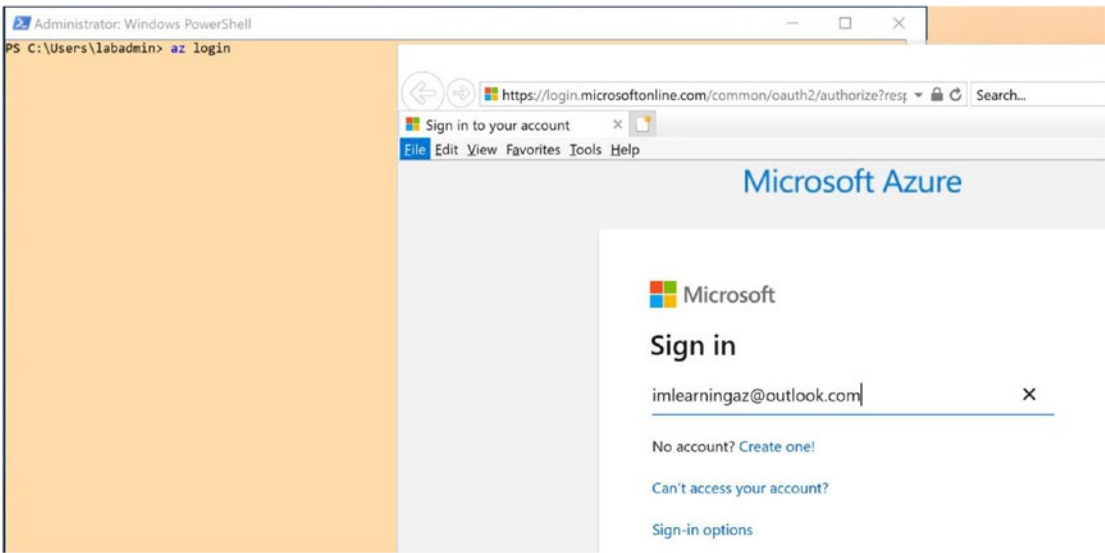 Administrator: Windows PowerShell
PS C:\Users\labadmin> az login
https://login.microsoftonline.com/common/oauth2/authorize?resp
Search...
Sign in to your account
File Edit View Favorites Tools Help
Microsoft Azure
Microsoft
Sign in
imlearningaz@outlook.com
No account? Create one!
Can't access your account?
Sign-in options